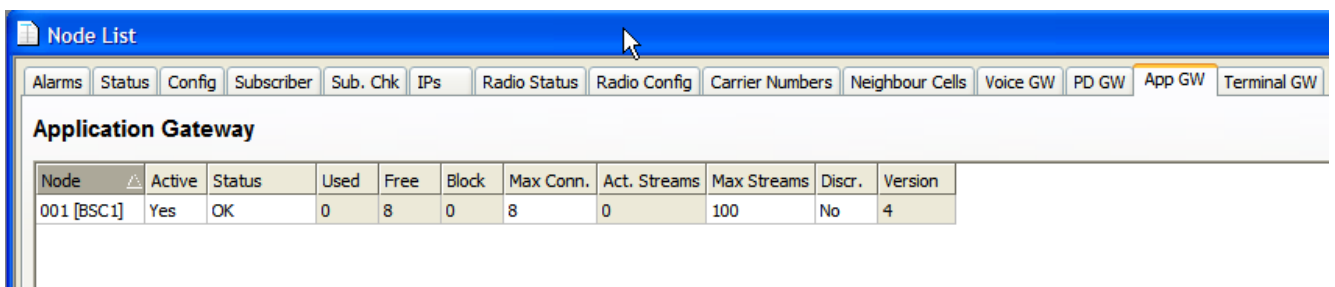 Node List
Alarms Status Config Subscriber Sub. Chk IPs Radio Status Radio Config Carrier Numbers Neighbour Cells Voice GW PD GW App GW Terminal GW
Application Gateway
Node Active Status Used Free Block Max Conn. Act. Streams Max Streams Discr. Version
001 [BSC1] Yes OK 0 8 0 8 0 100 No 4